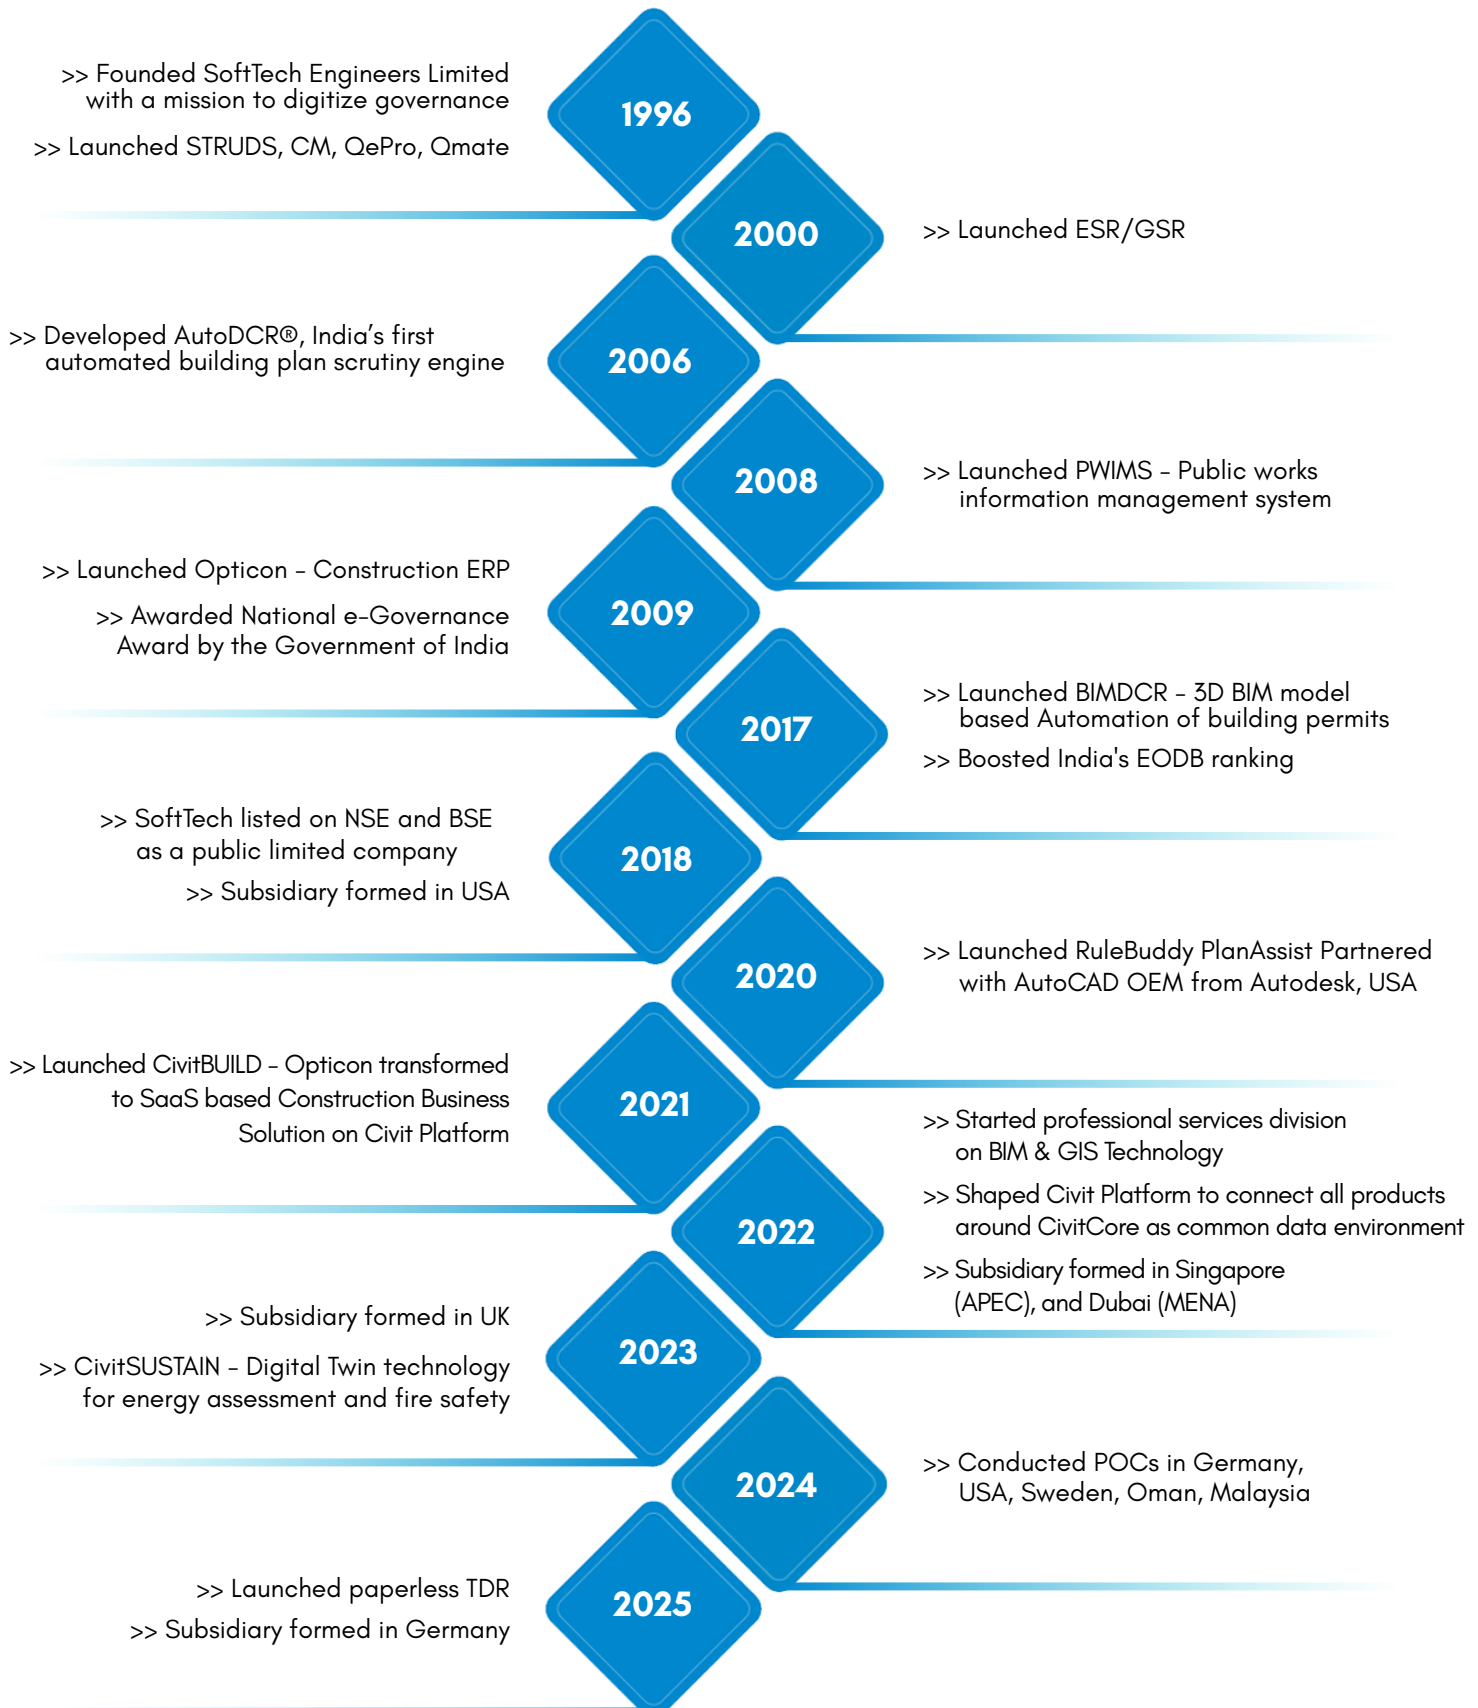 >> Founded SoftTech Engineers Limited
with a mission to digitize governance
>> Launched STRUDS, CM, QePro, Qmate
1996
2000
>> Launched ESR/GSR
>> Developed AutoDCR®, India’s first
automated building plan scrutiny engine
2006
2008
>> Launched PWIMS - Public works
information management system
>> Launched Opticon - Construction ERP
>> Awarded National e-Governance
Award by the Government of India
2009
2017
>> Launched BIMDCR - 3D BIM model
based Automation of building permits
>> Boosted India's EODB ranking
>> SoftTech listed on NSE and BSE
as a public limited company
>> Subsidiary formed in USA
2018
2020
>> Launched RuleBuddy PlanAssist Partnered
with AutoCAD OEM from Autodesk, USA
>> Launched CivitBUILD - Opticon transformed
to SaaS based Construction Business
Solution on Civit Platform
2021
2022
>> Started professional services division
on BIM & GIS Technology
>> Shaped Civit Platform to connect all products
around CivitCore as common data environment
>> Subsidiary formed in Singapore
(APEC), and Dubai (MENA)
>> Subsidiary formed in UK
>> CivitSUSTAIN - Digital Twin technology
for energy assessment and fire safety
2023
2024
>> Conducted POCs in Germany,
USA, Sweden, Oman, Malaysia
>> Launched paperless TDR
>> Subsidiary formed in Germany
2025